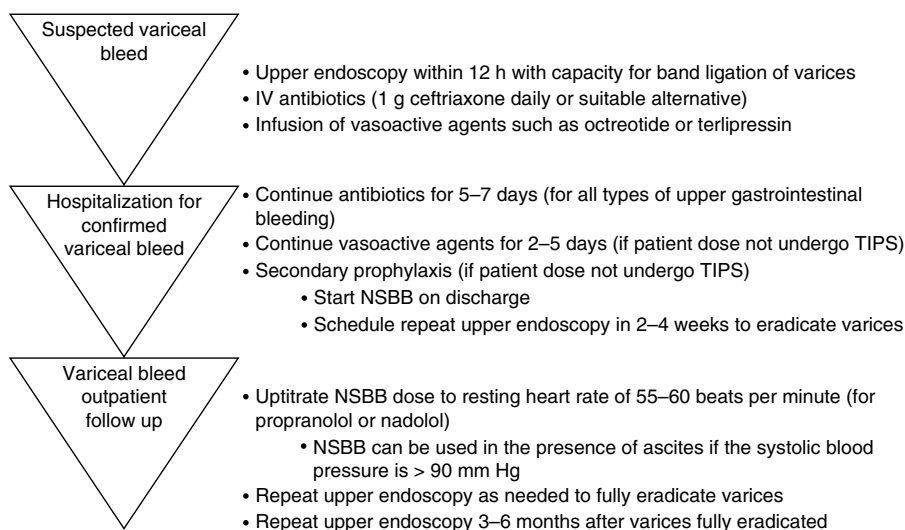 Suspected variceal
bleed
• Upper endoscopy within 12 h with capacity for band ligation of varices
• IV antibiotics (1 g ceftriaxone daily or suitable alternative)
• Infusion of vasoactive agents such as octreotide or terlipressin
Hospitalization for
confirmed
variceal bleed
• Continue antibiotics for 5–7 days (for all types of upper gastrointestinal
bleeding)
• Continue vasoactive agents for 2–5 days (if patient dose not undergo TIPS)
• Secondary prophylaxis (if patient dose not undergo TIPS)
• Start NSBB on discharge
• Schedule repeat upper endoscopy in 2–4 weeks to eradicate varices
Variceal bleed
outpatient
follow up
• Uptitrate NSBB dose to resting heart rate of 55–60 beats per minute (for
propranolol or nadolol)
• NSBB can be used in the presence of ascites if the systolic blood
pressure is > 90 mm Hg
• Repeat upper endoscopy as needed to fully eradicate varices
• Repeat upper endoscopy 3–6 months after varices fully eradicated